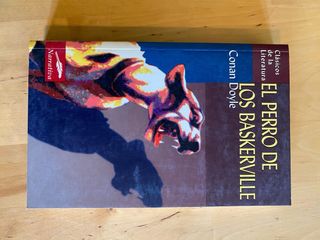 Clásicos
de la
Literatura
EL PERRO DE
LOS BASKERVILLE
Conan Doyle
Narrativa